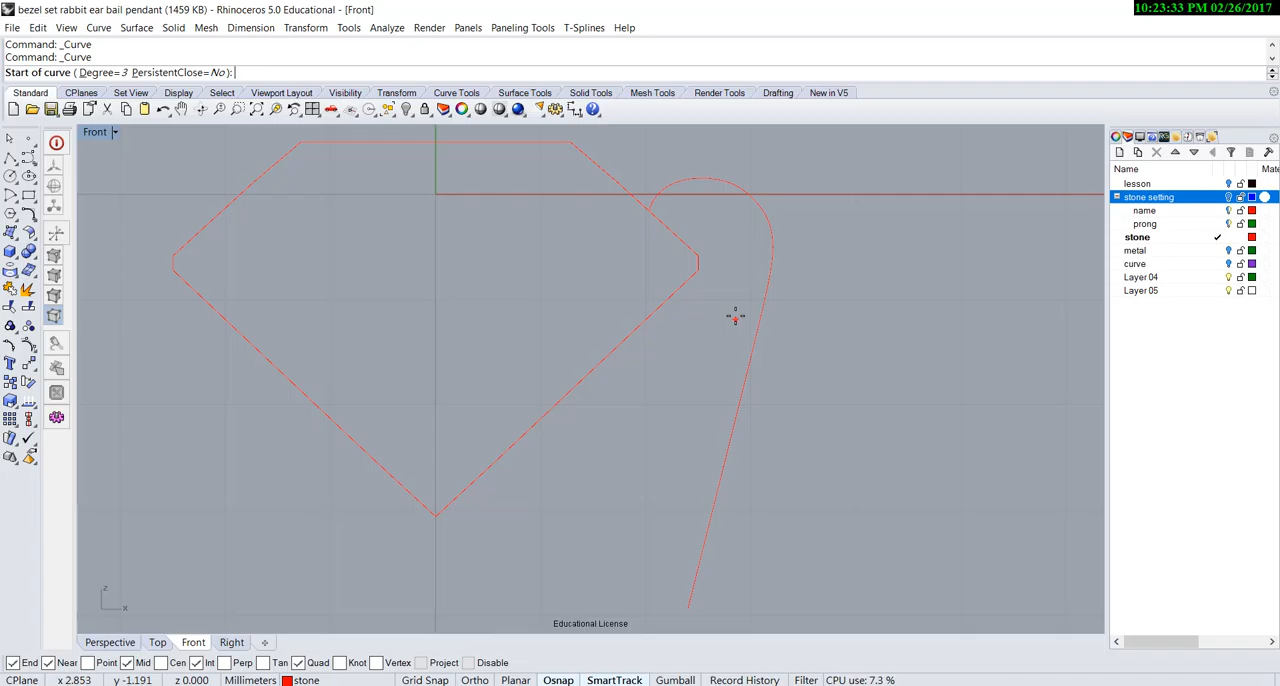 bezel set rabbit ear bail pendant (1459 KB) - Rhinoceros 5.0 Educational - [Front]
10:23:33 PM 02/26/2017
File Edit View Curve Surface Solid Mesh Dimension Transform Tools Analyze Render Panels Paneling Tools T-Splines Help
Command: _Curve
Command: _Curve
Start of curve ( Degree=3 PersistentClose=No ):
Standard CPlanes Set View Display Select Viewport Layout Visibility Transform Curve Tools Surface Tools Solid Tools Mesh Tools Render Tools Drafting New in V5
Front
Name Mate
lesson
stone setting
name
prong
stone
metal
curve
Layer 04
Layer 05
z
x
Educational License
Perspective Top Front Right
End Near Point Mid Cen Int Perp Tan Quad Knot Vertex Project Disable
CPlane x 2.853 y -1.191 z 0.000 Millimeters stone Grid Snap Ortho Planar Osnap SmartTrack Gumball Record History Filter CPU use: 7.3 %